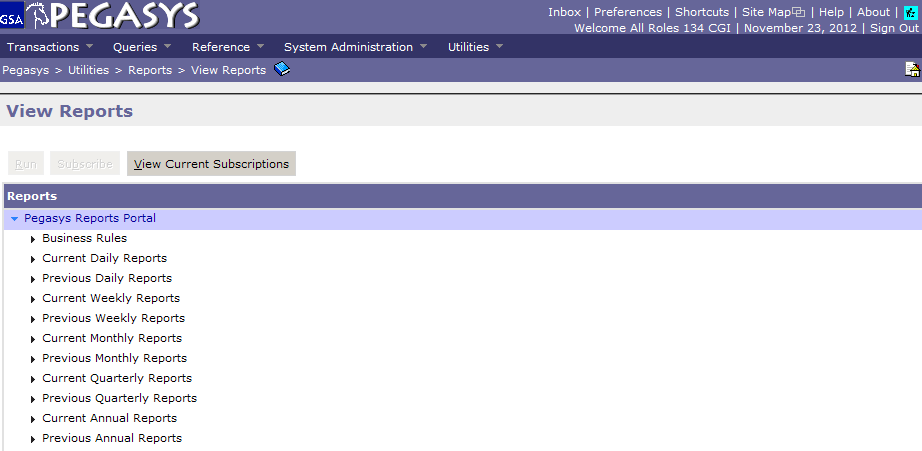 GSA PEGASYS
Inbox | Preferences | Shortcuts | Site Map | Help | About |
Welcome All Roles 134 CGI | November 23, 2012 | Sign Out
Transactions Queries Reference System Administration Utilities
Pegasys > Utilities > Reports > View Reports
View Reports
Run Subscribe View Current Subscriptions
Reports
Pegasys Reports Portal
Business Rules
Current Daily Reports
Previous Daily Reports
Current Weekly Reports
Previous Weekly Reports
Current Monthly Reports
Previous Monthly Reports
Current Quarterly Reports
Previous Quarterly Reports
Current Annual Reports
Previous Annual Reports